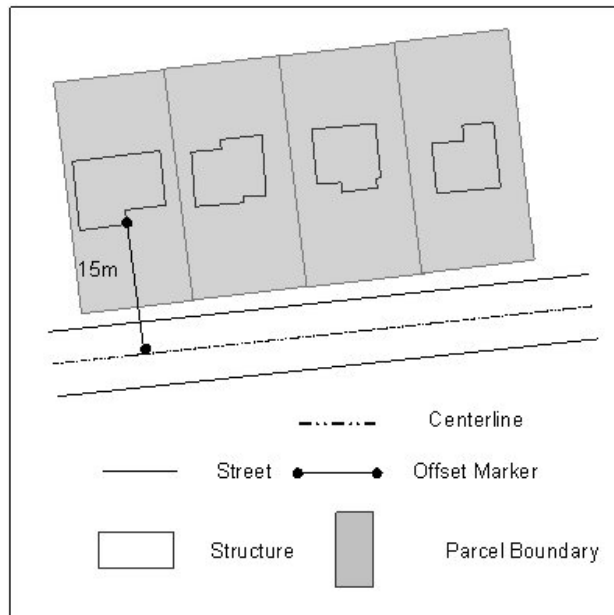 15m
Centerline
Street
Offset Marker
Structure
Parcel Boundary